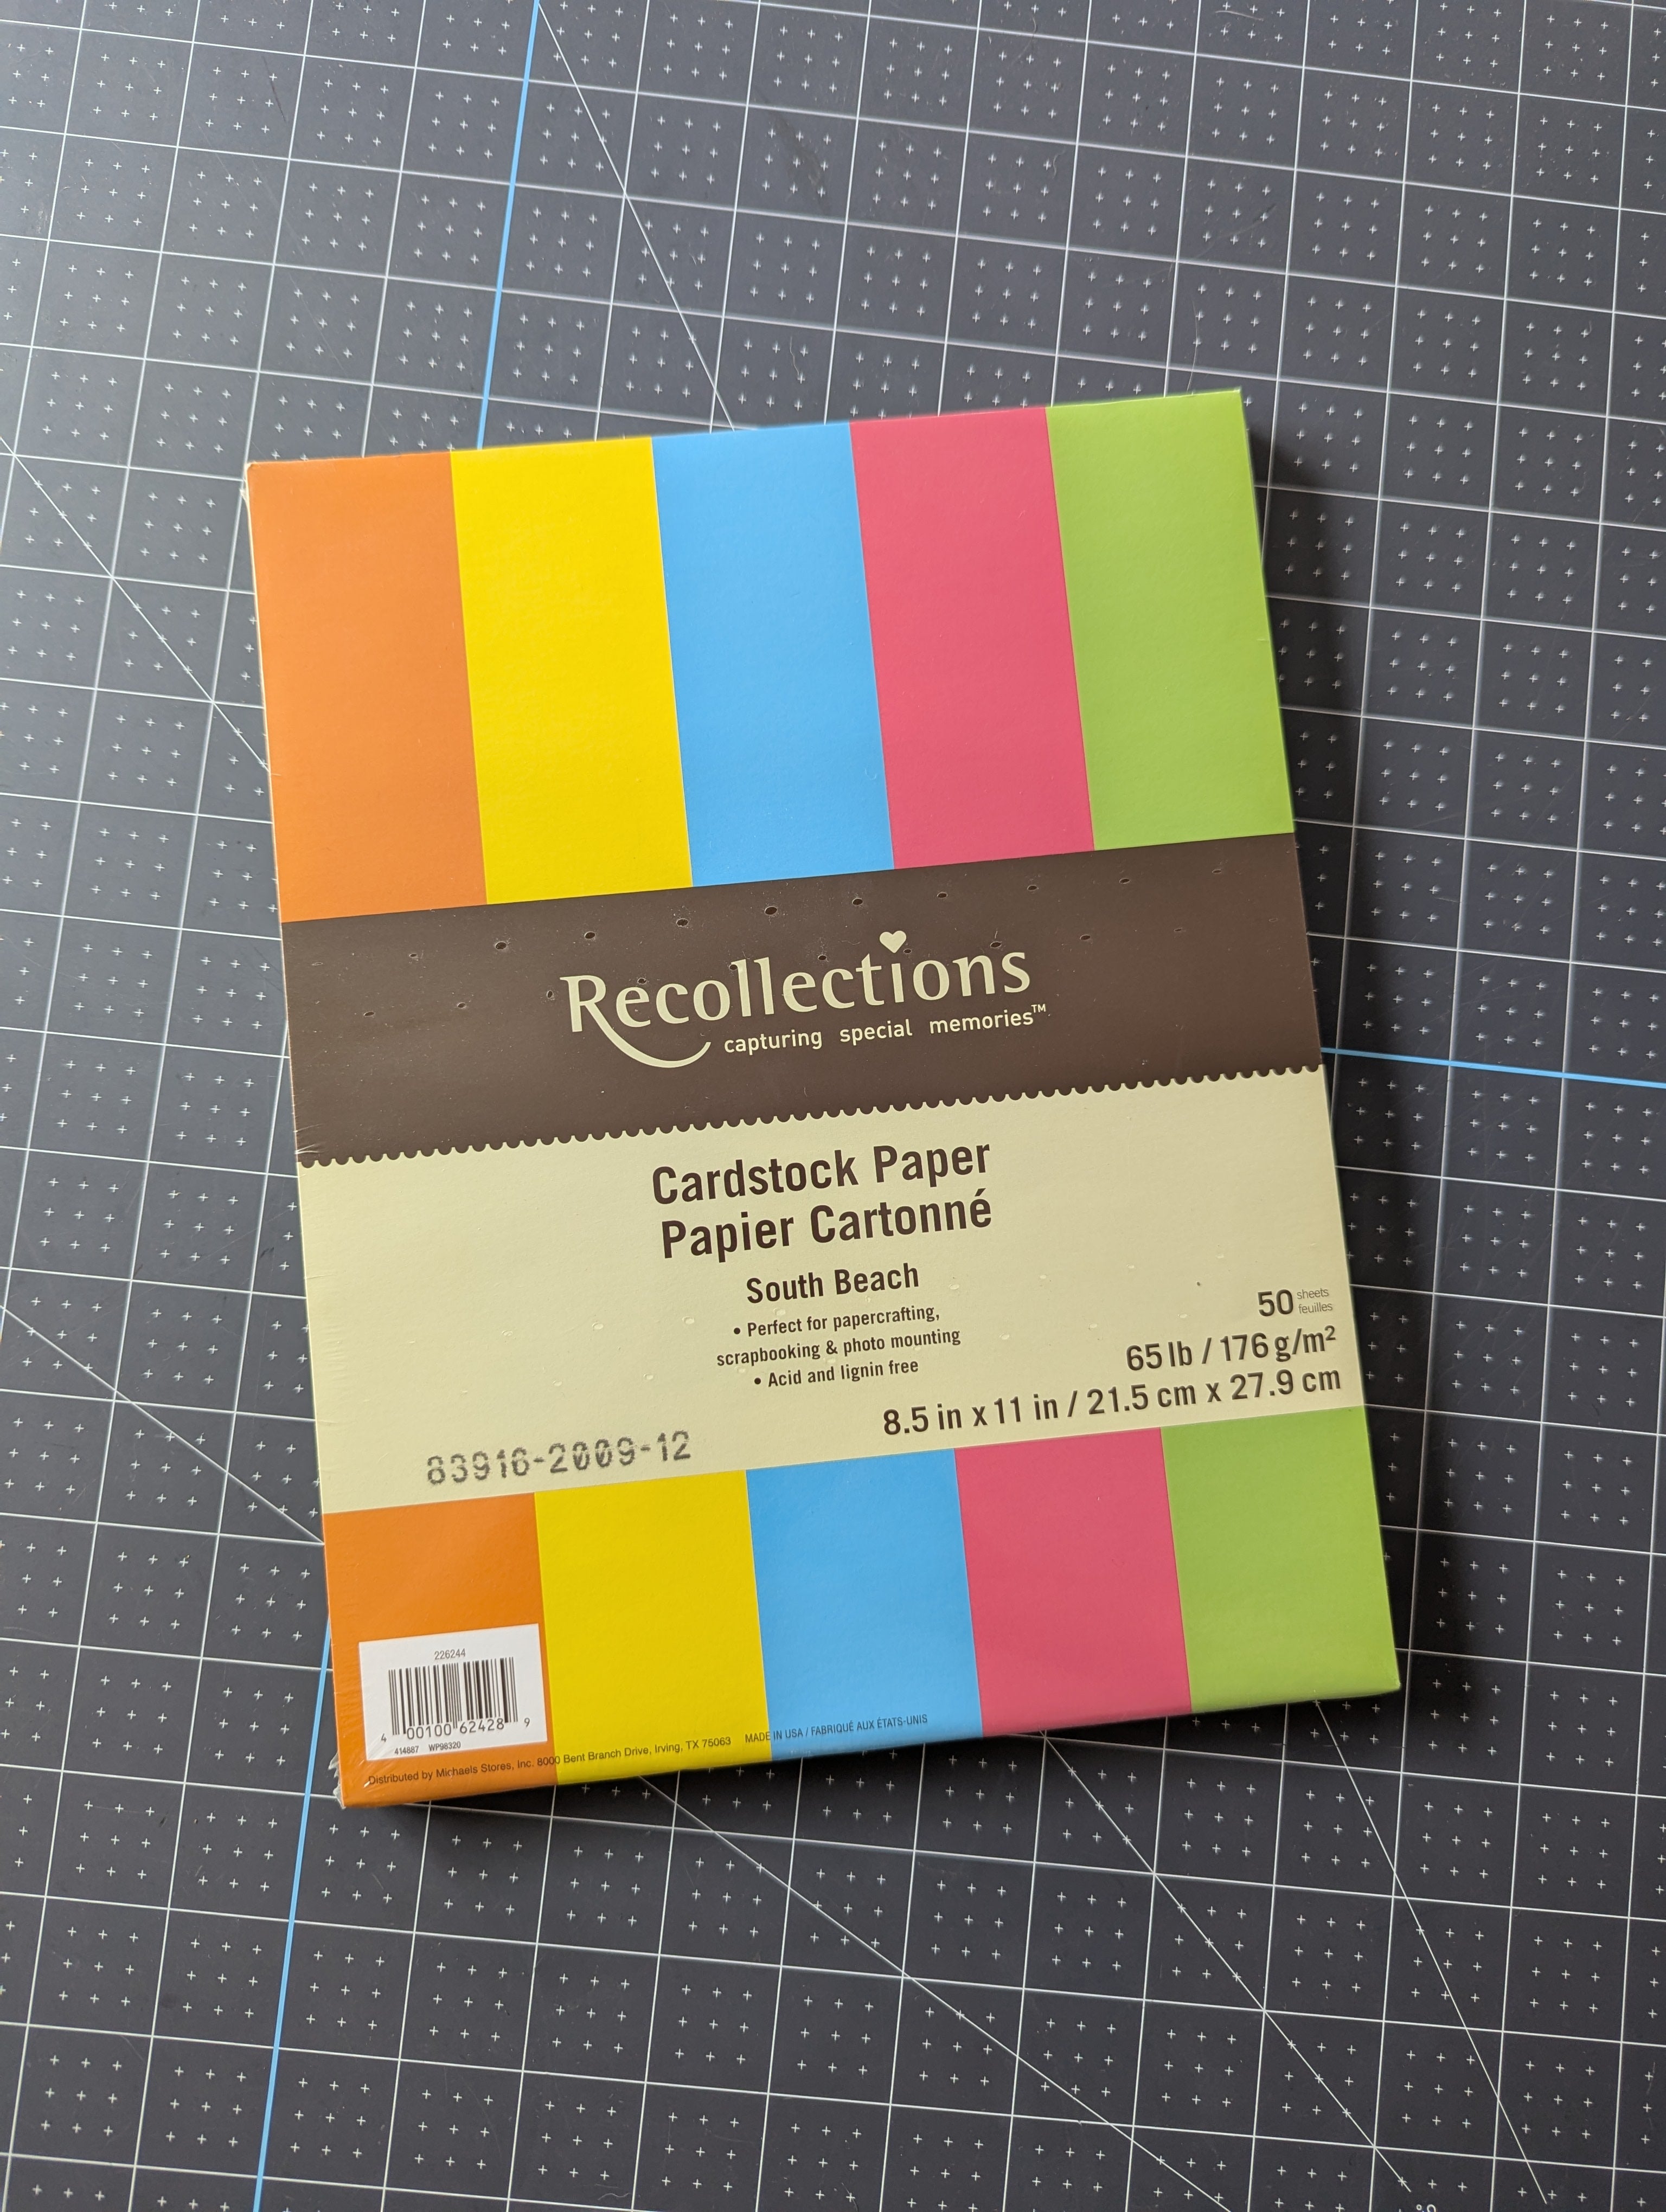 Recollections
capturing special memories™
Cardstock Paper
Papier Cartonné
South Beach
• Perfect for papercrafting,
scrapbooking & photo mounting
• Acid and lignin free
50 sheets
feuilles
65 lb / 176 g/m²
8.5 in x 11 in / 21.5 cm x 27.9 cm
83916-2009-12
226244
4 00100 62428 9
414887 WP98320
Distributed by Michaels Stores, Inc. 8000 Bent Branch Drive, Irving, TX 75063 MADE IN USA / FABRIQUÉ AUX ÉTATS-UNIS